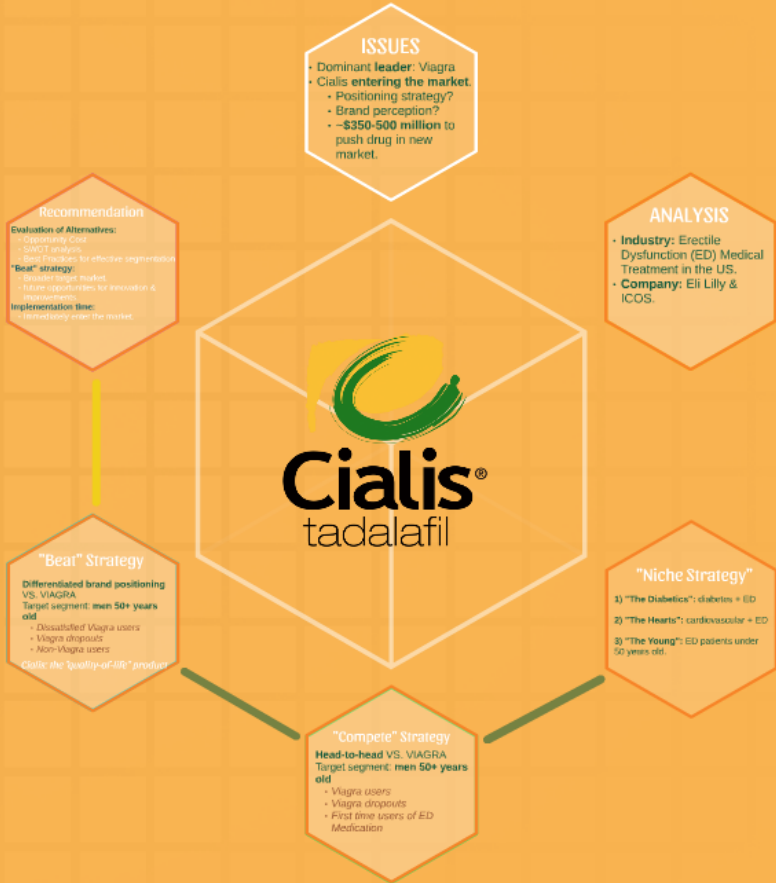 ISSUES
• Dominant leader: Viagra
• Cialis entering the market.
• Positioning strategy?
• Brand perception?
• ~$350-500 million to
push drug in new
market.
ANALYSIS
• Industry: Erectile
Dysfunction (ED) Medical
Treatment in the US.
• Company: Eli Lilly &
ICOS.
Recommendation
Evaluation of Alternatives:
• Opportunity Cost
• SWOT analysis
• Best Practices for effective segmentation
"Beat" strategy:
• Broader target market
• future opportunities for innovation &
improvements
Implementation time:
• Immediately enter the market.
Cialis®
tadalafil
"Beat" Strategy
Differentiated brand positioning
VS. VIAGRA
Target segment: men 50+ years
old
• Dissatisfied Viagra users
• Viagra dropouts
• Non-Viagra users
Cialis: the 'quality-of-life' product
"Niche Strategy"
1) "The Diabetics": diabetes + ED
2) "The Hearts": cardiovascular + ED
3) "The Young": ED patients under
50 years old.
"Compete" Strategy
Head-to-head VS. VIAGRA
Target segment: men 50+ years
old
• Viagra users
• Viagra dropouts
• First time users of ED
Medication